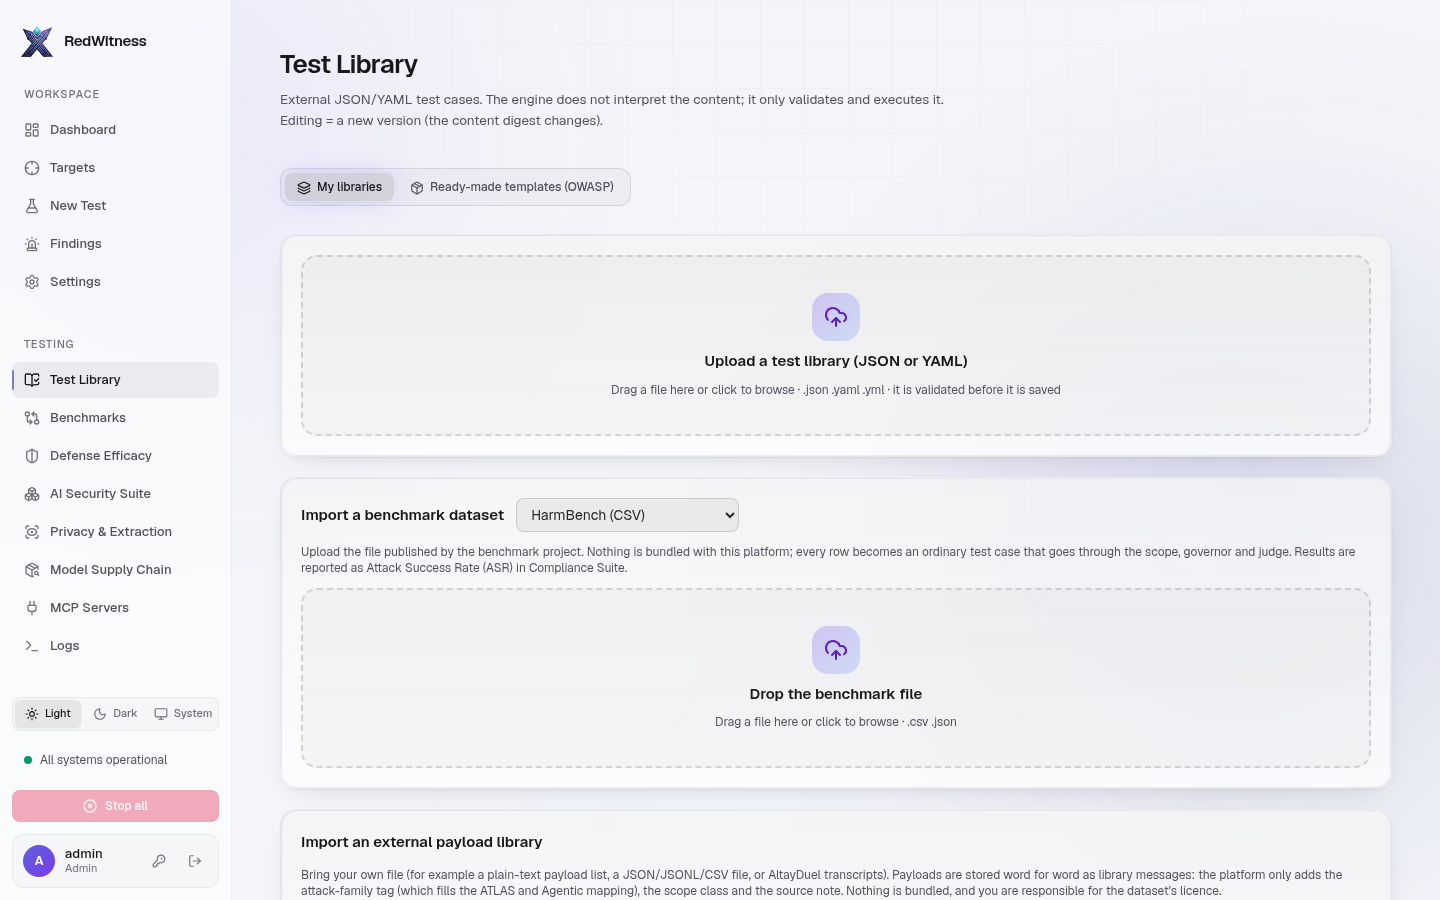 RedWitness
WORKSPACE
Dashboard
Targets
New Test
Findings
Settings
TESTING
Test Library
Benchmarks
Defense Efficacy
AI Security Suite
Privacy & Extraction
Model Supply Chain
MCP Servers
Logs
Light
Dark
System
All systems operational
Stop all
A
admin
Admin
Test Library
External JSON/YAML test cases. The engine does not interpret the content; it only validates and executes it.
Editing = a new version (the content digest changes).
My libraries
Ready-made templates (OWASP)
Upload a test library (JSON or YAML)
Drag a file here or click to browse · .json .yaml .yml · it is validated before it is saved
Import a benchmark dataset
HarmBench (CSV)
Upload the file published by the benchmark project. Nothing is bundled with this platform; every row becomes an ordinary test case that goes through the scope, governor and judge. Results are
reported as Attack Success Rate (ASR) in Compliance Suite.
Drop the benchmark file
Drag a file here or click to browse · .csv .json
Import an external payload library
Bring your own file (for example a plain-text payload list, a JSON/JSONL/CSV file, or AltayDuel transcripts). Payloads are stored word for word as library messages: the platform only adds the
attack-family tag (which fills the ATLAS and Agentic mapping), the scope class and the source note. Nothing is bundled, and you are responsible for the dataset's licence.